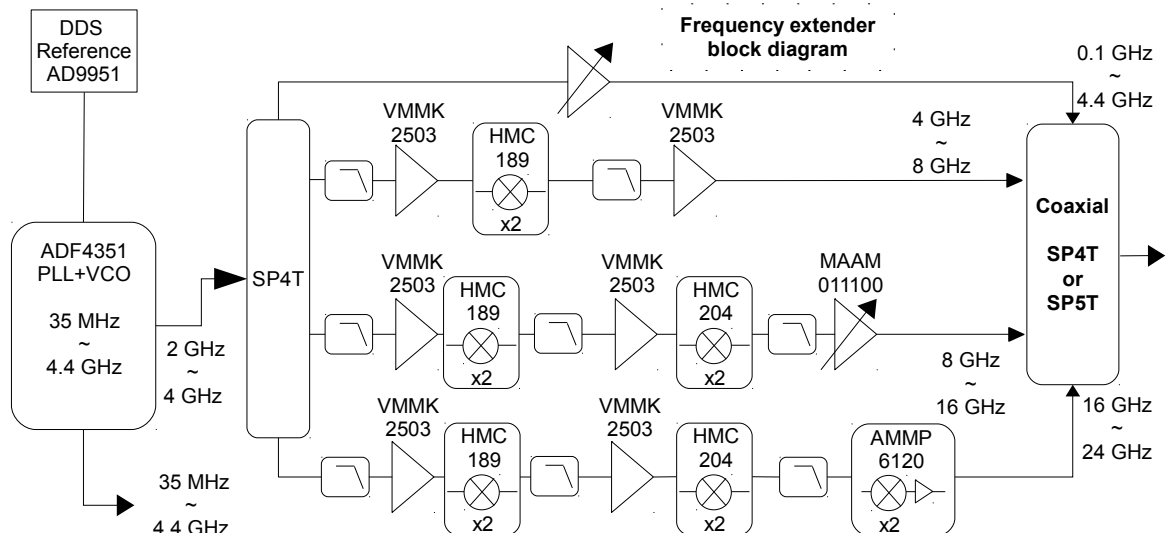 DDS
Reference
AD9951
Frequency extender
block diagram
0.1 GHz
~
4.4 GHz
VMMK
2503
HMC
189
x2
VMMK
2503
4 GHz
~
8 GHz
ADF4351
PLL+VCO
35 MHz
~
4.4 GHz
2 GHz
~
4 GHz
SP4T
VMMK
2503
HMC
189
x2
VMMK
2503
HMC
204
x2
MAAM
011100
8 GHz
~
16 GHz
Coaxial
SP4T
or
SP5T
35 MHz
~
4.4 GHz
VMMK
2503
HMC
189
x2
VMMK
2503
HMC
204
x2
AMMP
6120
x2
16 GHz
~
24 GHz